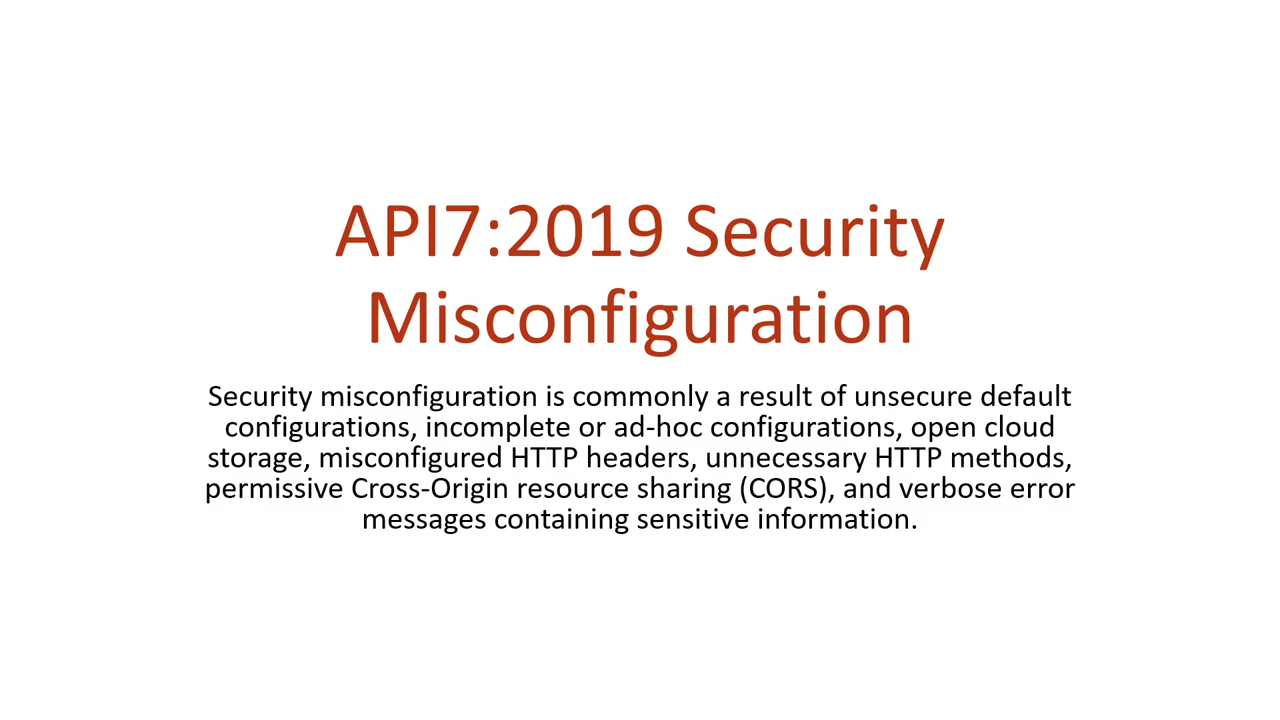 API7:2019 Security
Misconfiguration
Security misconfiguration is commonly a result of unsecure default
configurations, incomplete or ad-hoc configurations, open cloud
storage, misconfigured HTTP headers, unnecessary HTTP methods,
permissive Cross-Origin resource sharing (CORS), and verbose error
messages containing sensitive information.